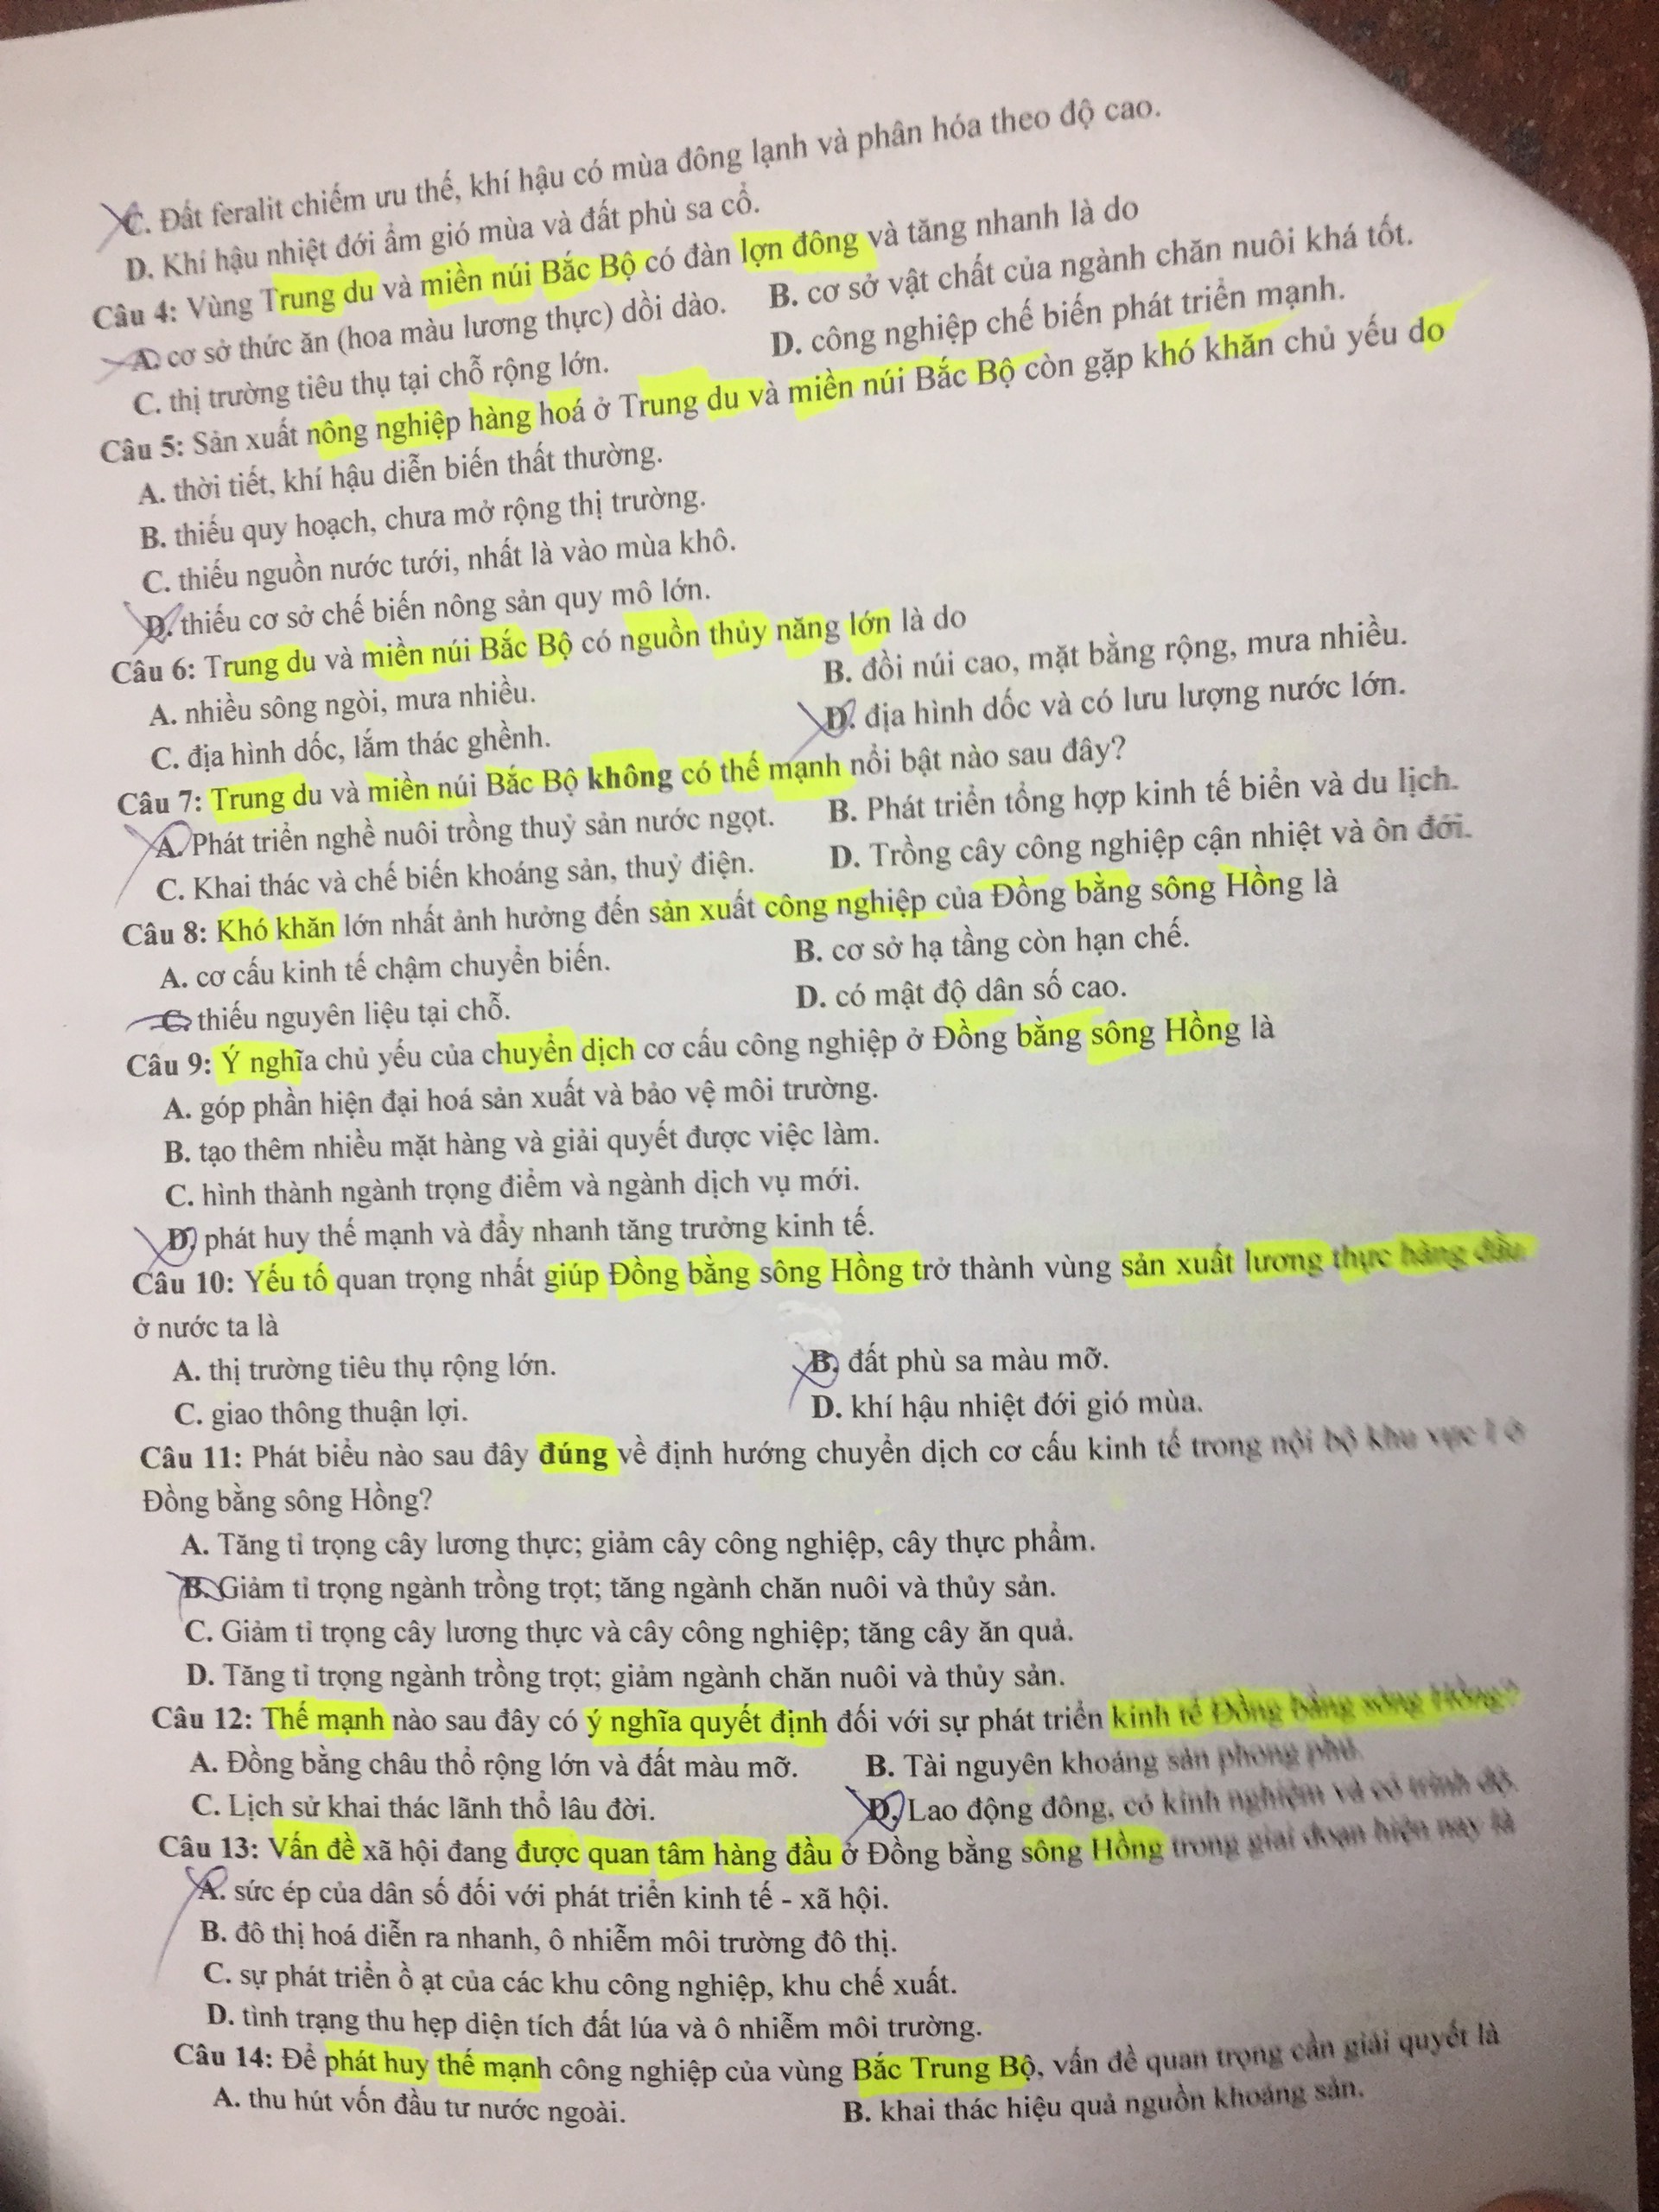 C. Đất feralit chiếm ưu thế, khí hậu có mùa đông lạnh và phân hóa theo độ cao.
D. Khí hậu nhiệt đới ẩm gió mùa và đất phù sa cổ.
Câu 4: Vùng Trung du và miền núi Bắc Bộ có đàn lợn đông và tăng nhanh là do
A. cơ sở thức ăn (hoa màu lương thực) dồi dào. B. cơ sở vật chất của ngành chăn nuôi khá tốt.
C. thị trường tiêu thụ tại chỗ rộng lớn. D. công nghiệp chế biến phát triển mạnh.
Câu 5: Sản xuất nông nghiệp hàng hoá ở Trung du và miền núi Bắc Bộ còn gặp khó khăn chủ yếu do
A. thời tiết, khí hậu diễn biến thất thường.
B. thiếu quy hoạch, chưa mở rộng thị trường.
C. thiếu nguồn nước tưới, nhất là vào mùa khô.
D. thiếu cơ sở chế biến nông sản quy mô lớn.
Câu 6: Trung du và miền núi Bắc Bộ có nguồn thủy năng lớn là do
A. nhiều sông ngòi, mưa nhiều. B. đồi núi cao, mặt bằng rộng, mưa nhiều.
C. địa hình dốc, lắm thác ghềnh. D. địa hình dốc và có lưu lượng nước lớn.
Câu 7: Trung du và miền núi Bắc Bộ không có thế mạnh nổi bật nào sau đây?
A. Phát triển nghề nuôi trồng thuỷ sản nước ngọt. B. Phát triển tổng hợp kinh tế biển và du lịch.
C. Khai thác và chế biến khoáng sản, thuỷ điện. D. Trồng cây công nghiệp cận nhiệt và ôn đới.
Câu 8: Khó khăn lớn nhất ảnh hưởng đến sản xuất công nghiệp của Đồng bằng sông Hồng là
A. cơ cấu kinh tế chậm chuyển biến. B. cơ sở hạ tầng còn hạn chế.
C. thiếu nguyên liệu tại chỗ. D. có mật độ dân số cao.
Câu 9: Ý nghĩa chủ yếu của chuyển dịch cơ cấu công nghiệp ở Đồng bằng sông Hồng là
A. góp phần hiện đại hoá sản xuất và bảo vệ môi trường.
B. tạo thêm nhiều mặt hàng và giải quyết được việc làm.
C. hình thành ngành trọng điểm và ngành dịch vụ mới.
D. phát huy thế mạnh và đẩy nhanh tăng trưởng kinh tế.
Câu 10: Yếu tố quan trọng nhất giúp Đồng bằng sông Hồng trở thành vùng sản xuất lương thực hàng đầu
ở nước ta là
A. thị trường tiêu thụ rộng lớn. B. đất phù sa màu mỡ.
C. giao thông thuận lợi. D. khí hậu nhiệt đới gió mùa.
Câu 11: Phát biểu nào sau đây đúng về định hướng chuyển dịch cơ cấu kinh tế trong nội bộ khu vực I ở
Đồng bằng sông Hồng?
A. Tăng tỉ trọng cây lương thực; giảm cây công nghiệp, cây thực phẩm.
B. Giảm tỉ trọng ngành trồng trọt; tăng ngành chăn nuôi và thủy sản.
C. Giảm tỉ trọng cây lương thực và cây công nghiệp; tăng cây ăn quả.
D. Tăng tỉ trọng ngành trồng trọt; giảm ngành chăn nuôi và thủy sản.
Câu 12: Thế mạnh nào sau đây có ý nghĩa quyết định đối với sự phát triển kinh tế Đồng bằng sông Hồng?
A. Đồng bằng châu thổ rộng lớn và đất màu mỡ. B. Tài nguyên khoáng sản phong phú.
C. Lịch sử khai thác lãnh thổ lâu đời. D. Lao động đông, có kinh nghiệm và có trình độ.
Câu 13: Vấn đề xã hội đang được quan tâm hàng đầu ở Đồng bằng sông Hồng trong giai đoạn hiện nay là
A. sức ép của dân số đối với phát triển kinh tế - xã hội.
B. đô thị hoá diễn ra nhanh, ô nhiễm môi trường đô thị.
C. sự phát triển ồ ạt của các khu công nghiệp, khu chế xuất.
D. tình trạng thu hẹp diện tích đất lúa và ô nhiễm môi trường.
Câu 14: Để phát huy thế mạnh công nghiệp của vùng Bắc Trung Bộ, vấn đề quan trọng cần giải quyết là
A. thu hút vốn đầu tư nước ngoài. B. khai thác hiệu quả nguồn khoáng sản.